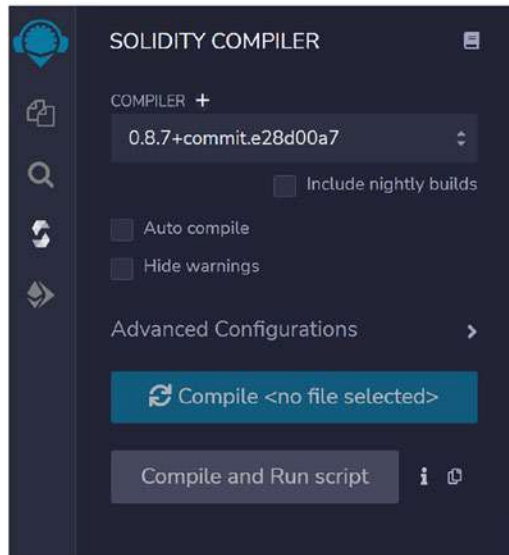 SOLIDITY COMPILER
COMPILER +
0.8.7+commit.e28d00a7
Include nightly builds
Auto compile
Hide warnings
Advanced Configurations
Compile <no file selected>
Compile and Run script